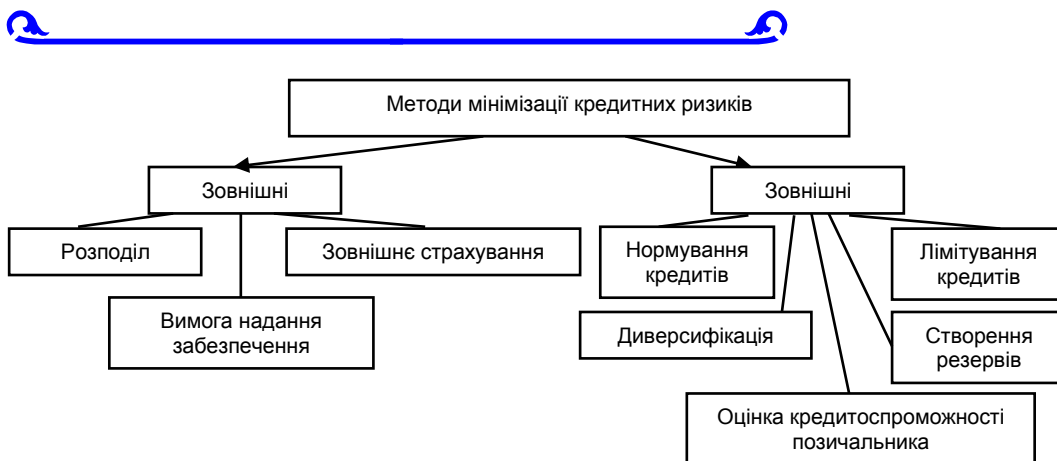 Методи мінімізації кредитних ризиків
Зовнішні
Зовнішні
Розподіл
Зовнішнє страхування
Нормування
кредитів
Лімітування
кредитів
Вимога надання
забезпечення
Диверсифікація
Створення
резервів
Оцінка кредитоспроможності
позичальника